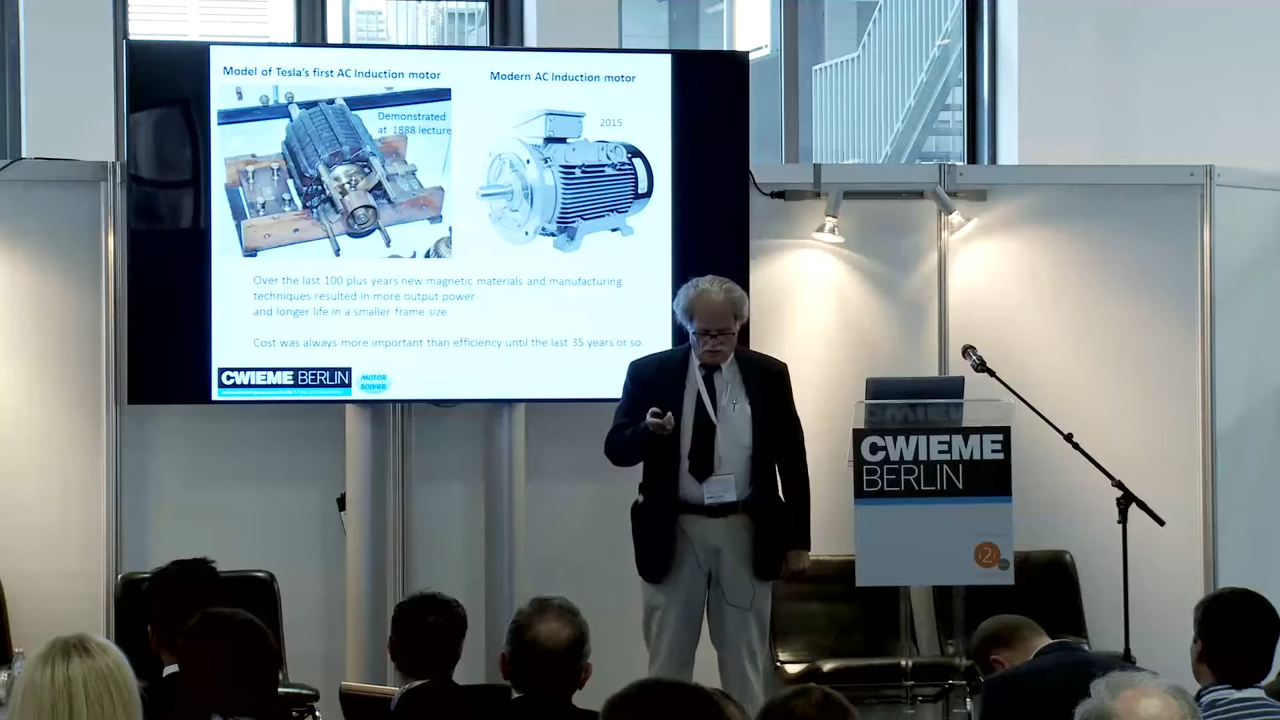 Model of Tesla's first AC Induction motor
Modern AC Induction motor
Demonstrated
at 1888 lecture
2015
Over the last 100 plus years new magnetic materials and manufacturing
techniques resulted in more output power
and longer life in a smaller frame size.
Cost was always more important than efficiency until the last 35 years or so.
CWIEME BERLIN
MOTOR
SOLVER
CWIEME
BERLIN
i2i